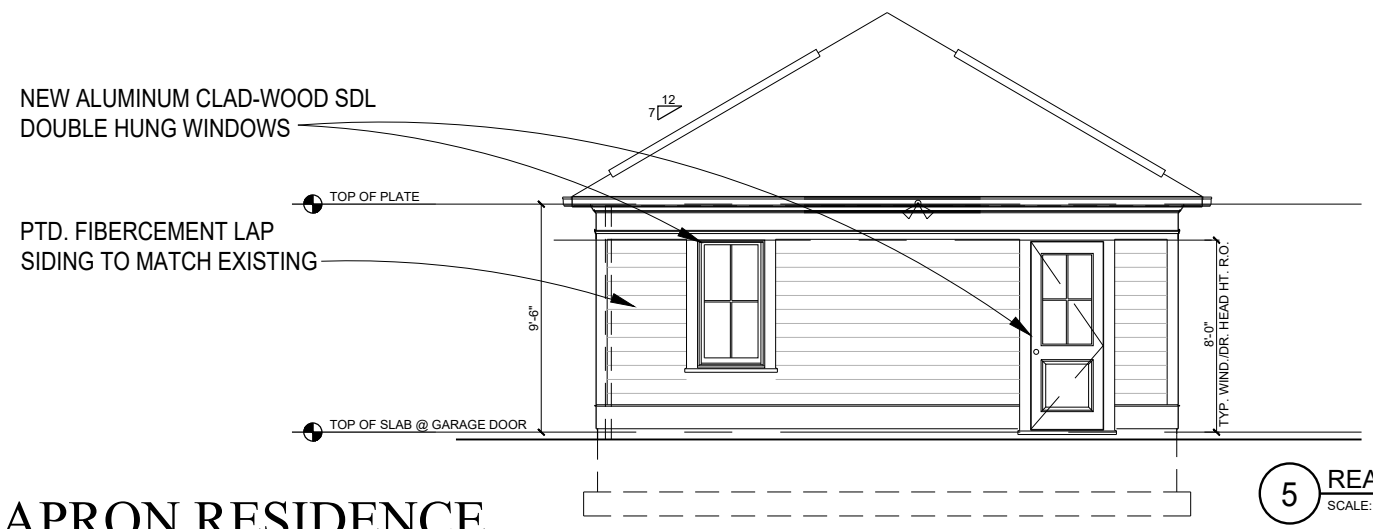 NEW ALUMINUM CLAD-WOOD SDL
DOUBLE HUNG WINDOWS
12
7
TOP OF PLATE
PTD. FIBERCEMENT LAP
SIDING TO MATCH EXISTING
9'-6"
8'-0"
TYP. WIND./DR. HEAD HT. R.O.
TOP OF SLAB @ GARAGE DOOR
5
REA
SCALE:
APRON RESIDENCE